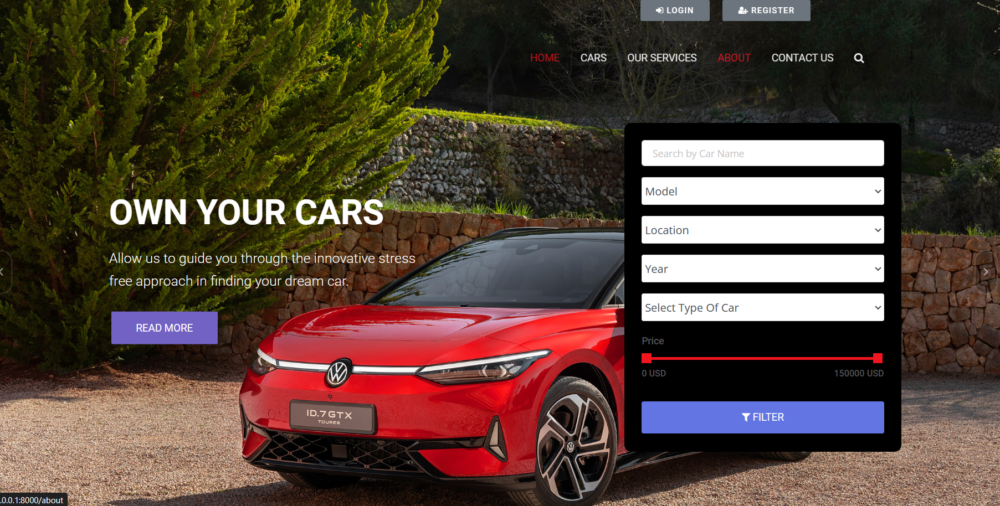 LOGIN
REGISTER
HOME
CARS
OUR SERVICES
ABOUT
CONTACT US
OWN YOUR CARS
Allow us to guide you through the innovative stress
free approach in finding your dream car.
READ MORE
Search by Car Name
Model
Location
Year
Select Type Of Car
Price
0 USD
150000 USD
FILTER
ID.7 GTX
TOURER
Continental
.0.0.1:8000/about